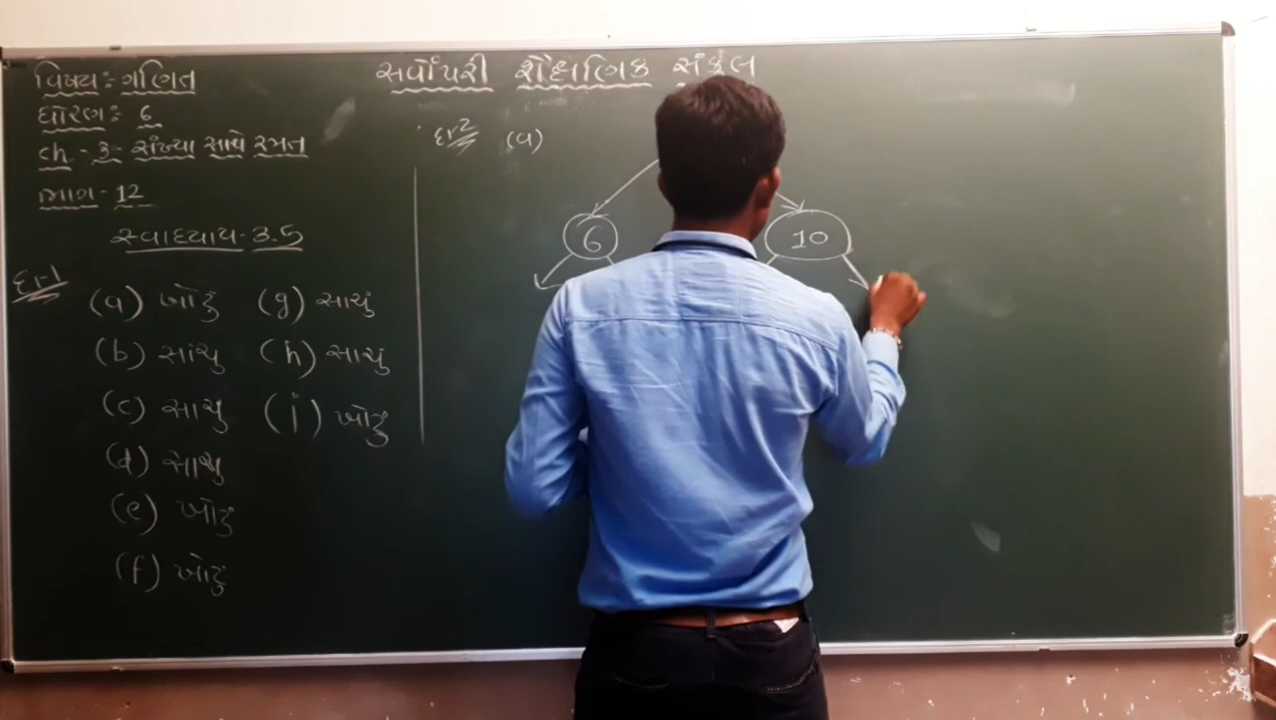 વિષય: ગણિત
ધોરણ: 6
ch - 3 - સંખ્યા સાથે રમત
ભાગ - 12
સ્વાધ્યાય - 3.5
દા-1
(a) ખોટું (g) સાચું
(b) સાચુ (h) સાચુ
(c) સાચુ (i) ખોટું
(d) સાચુ
(e) ખોટુ
(f) ખોટુ
સર્વોપરી શૈક્ષણિક સંકુલ
દા2 (a)
6 10